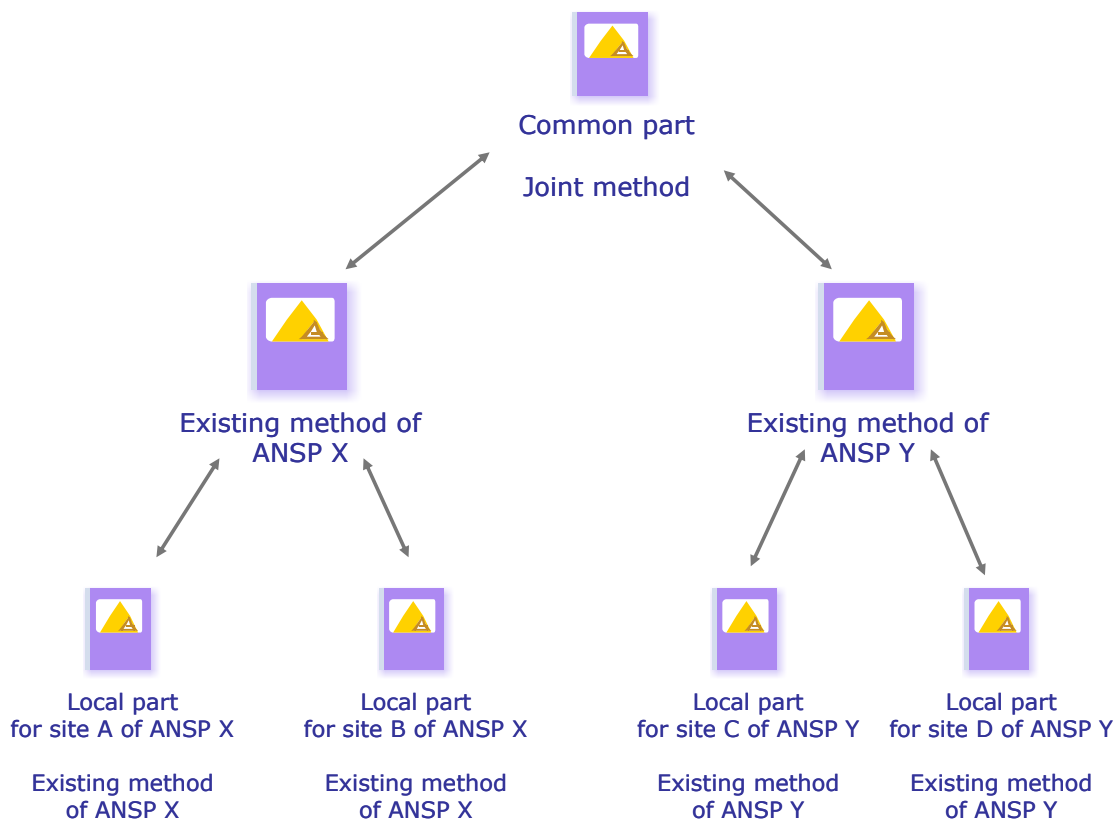 Common part
Joint method
Existing method of
ANSP X
Existing method of
ANSP Y
Local part
for site A of ANSP X
Existing method
of ANSP X
Local part
for site B of ANSP X
Existing method
of ANSP X
Local part
for site C of ANSP Y
Existing method
of ANSP Y
Local part
for site D of ANSP Y
Existing method
of ANSP Y